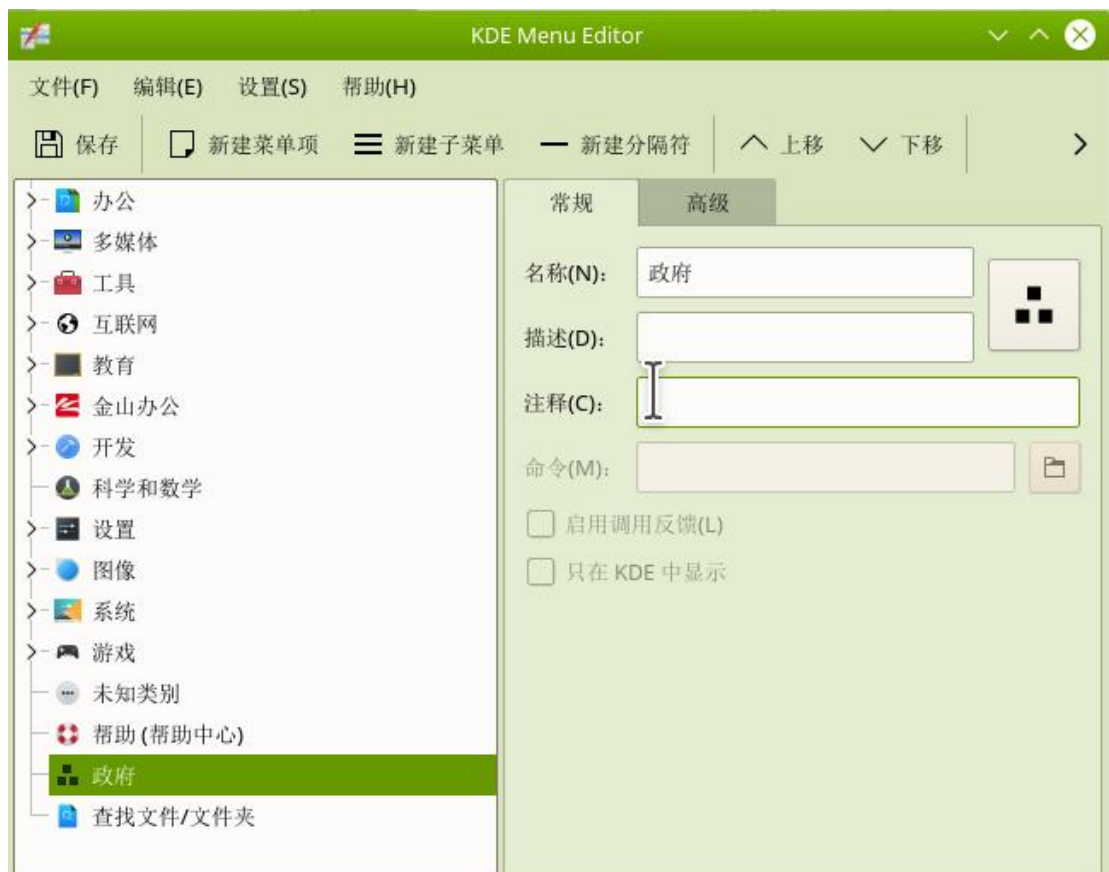 KDE Menu Editor
文件(F) 编辑(E) 设置(S) 帮助(H)
保存 新建菜单项 新建子菜单 新建分隔符 上移 下移
办公
多媒体
工具
互联网
教育
金山办公
开发
科学和数学
设置
图像
系统
游戏
未知类别
帮助 (帮助中心)
政府
查找文件/文件夹
常规 高级
名称(N): 政府
描述(D):
注释(C):
命令(M):
启用调用反馈(L)
只在 KDE 中显示